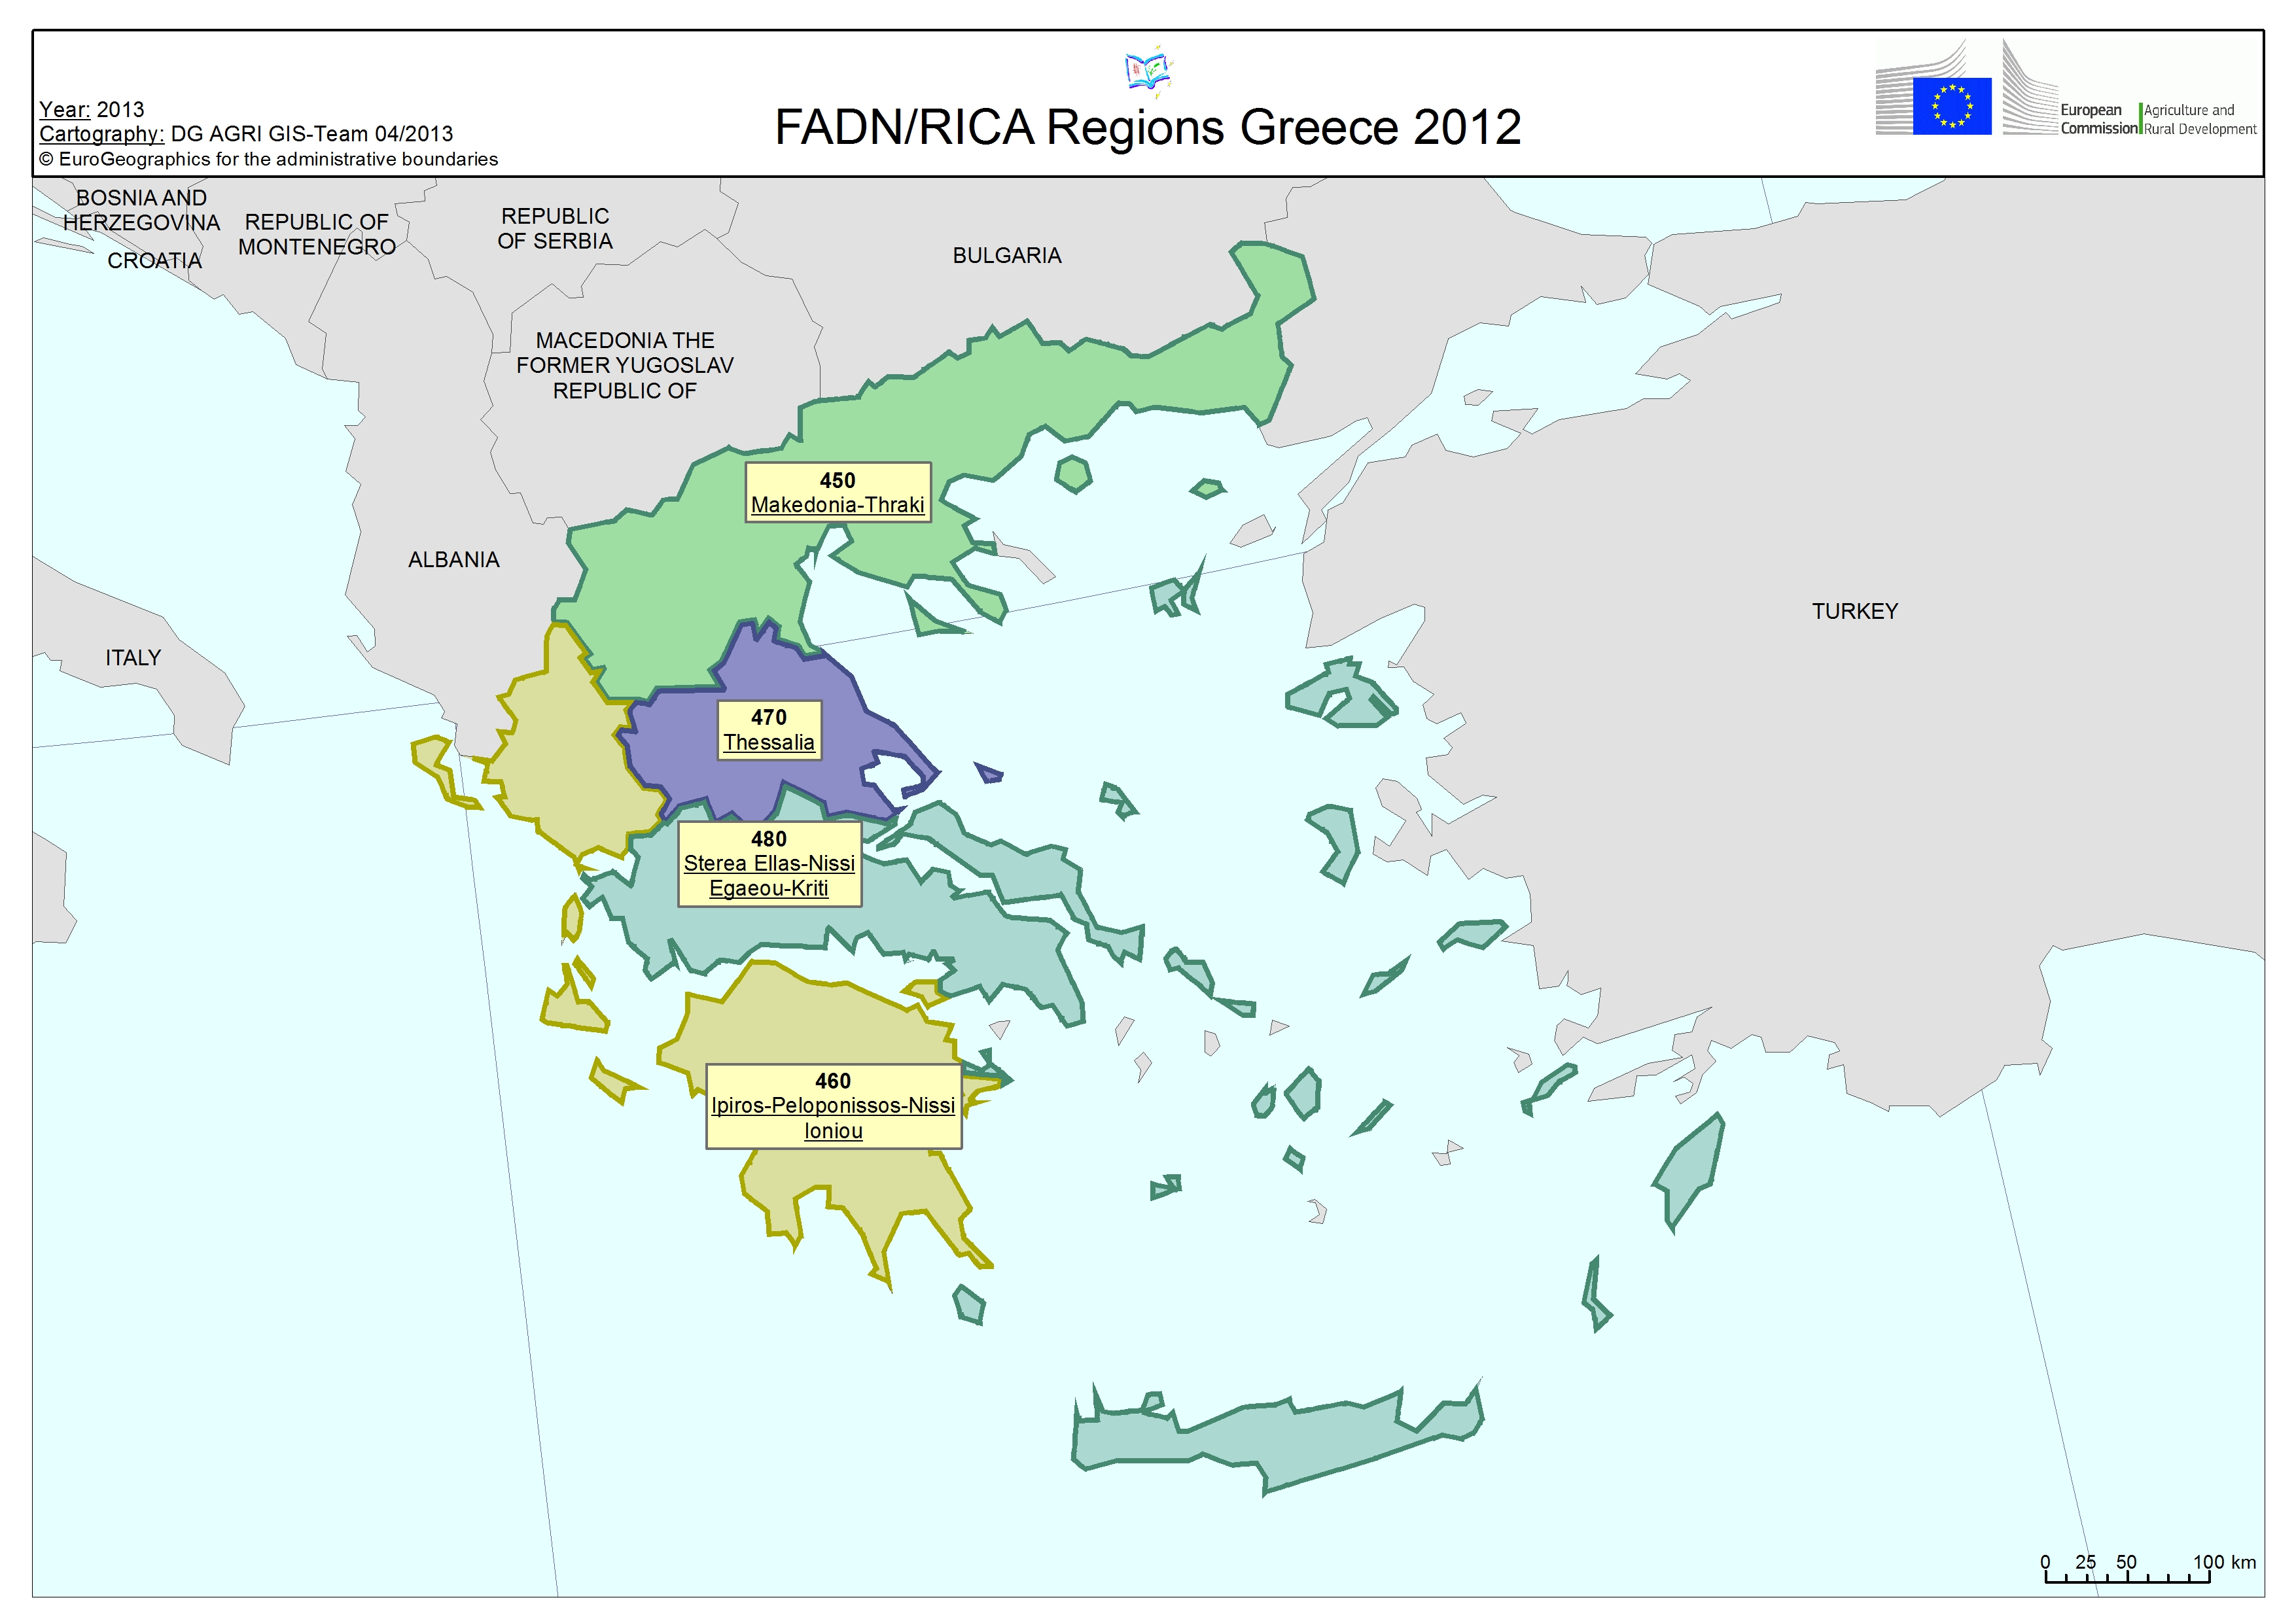 Year: 2013
Cartography: DG AGRI GIS-Team 04/2013
© EuroGeographics for the administrative boundaries
FADN/RICA Regions Greece 2012
European
Commission
Agriculture and
Rural Development
BOSNIA AND
HERZEGOVINA
CROATIA
REPUBLIC OF
MONTENEGRO
REPUBLIC
OF SERBIA
BULGARIA
MACEDONIA THE
FORMER YUGOSLAV
REPUBLIC OF
450
Makedonia-Thraki
ALBANIA
TURKEY
ITALY
470
Thessalia
480
Sterea Ellas-Nissi
Egaeou-Kriti
460
Ipiros-Peloponissos-Nissi
Ioniou
0 25 50 100 km